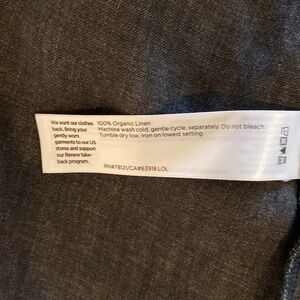 We want our clothes
back. Bring your
gently worn
garments to our US
stores and support
our Renew take-
back program.
100% Organic Linen
Machine wash cold, gentle cycle, separately. Do not bleach.
Tumble dry low. Iron on lowest setting.
RN#78121/CA#63918 LOL